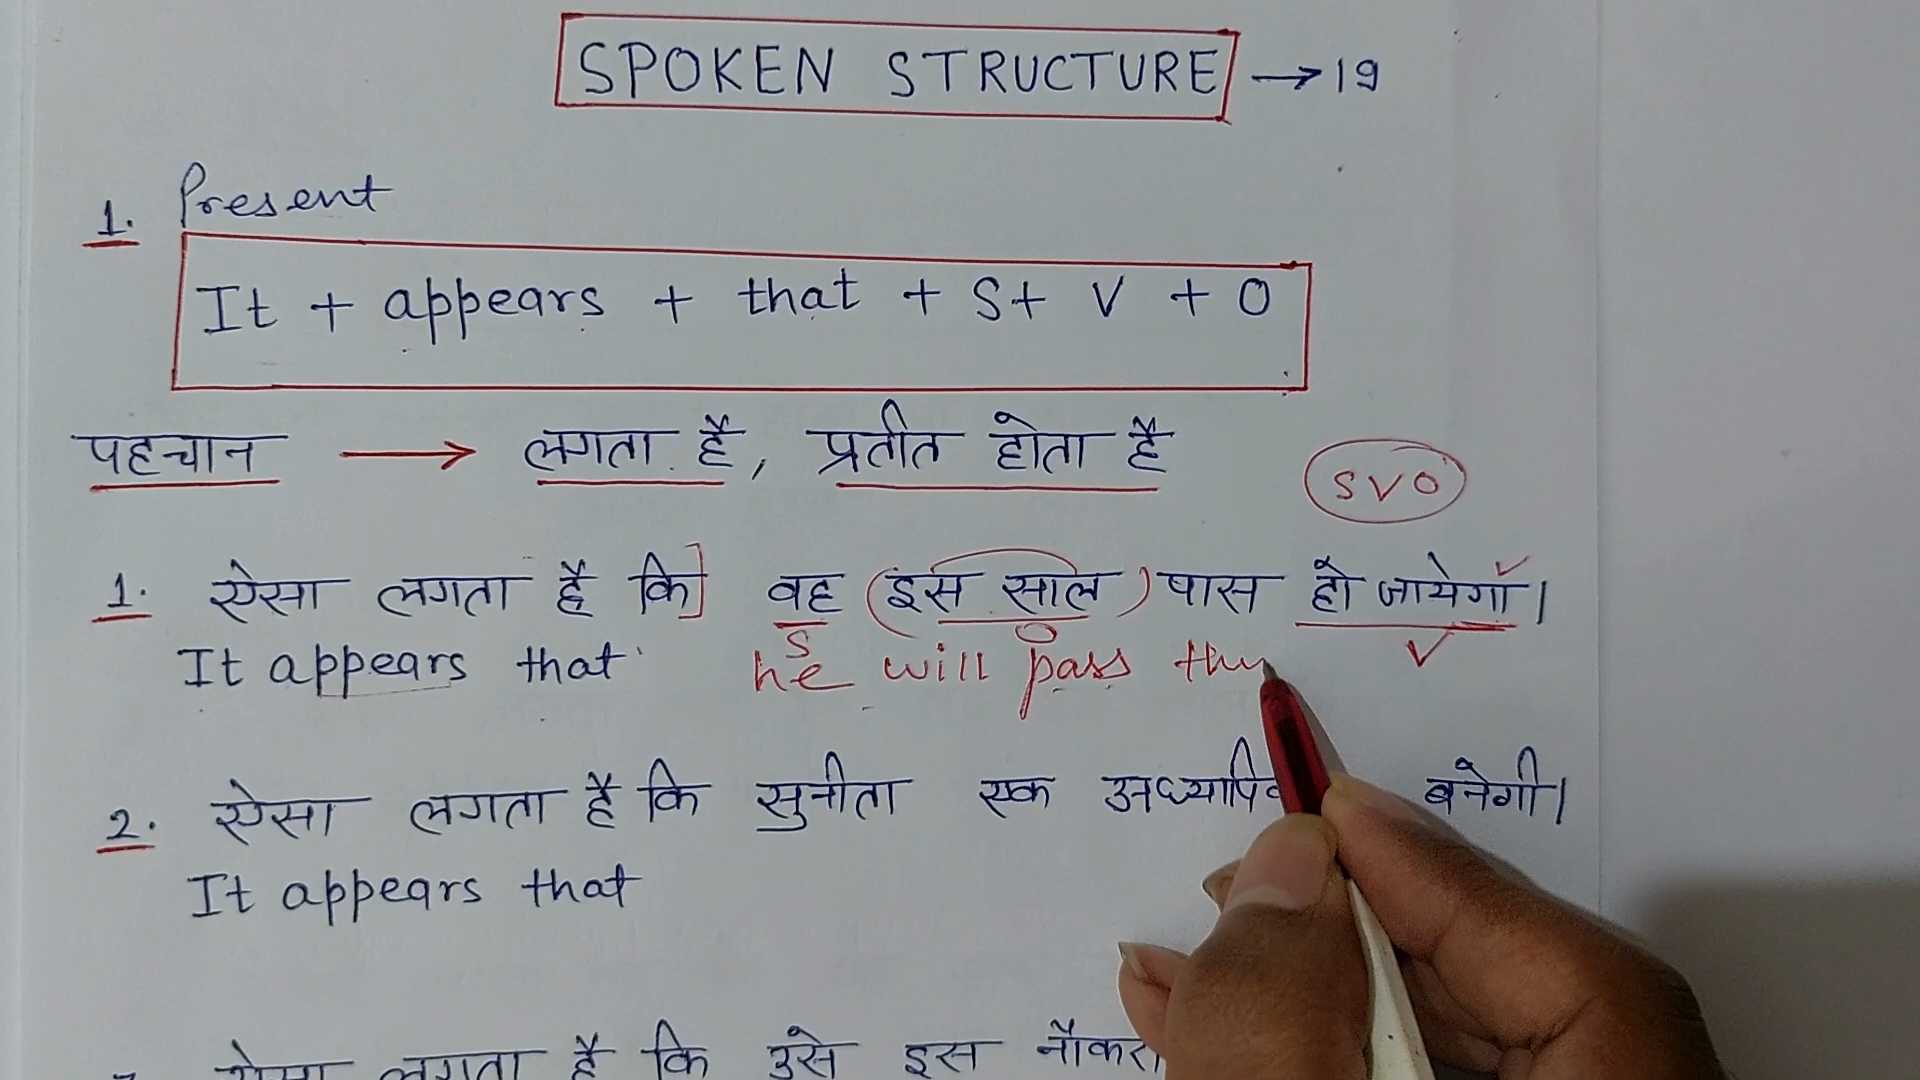 SPOKEN STRUCTURE → 19
1. Present
It + appears + that + S + V + O
पहचान → लगता है, प्रतीत होता है
SVO
1. ऐसा लगता है कि] वह (इस साल) पास हो जायेगा।
S O V
It appears that he will pass
2. ऐसा लगता है कि सुनीता एक बनेगी।
It appears that
ऐसा लगता है कि उसे इस